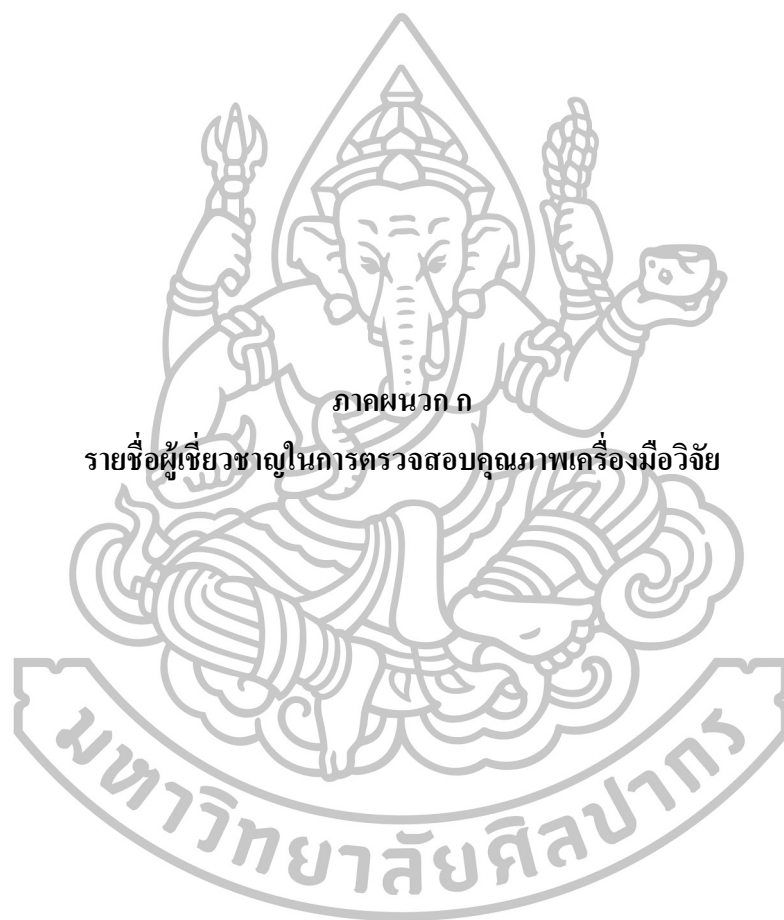 ภาคผนวก ก
รายชื่อผู้เชี่ยวชาญในการตรวจสอบคุณภาพเครื่องมือวิจัย
มหาวิทยาลัยศิลปากร